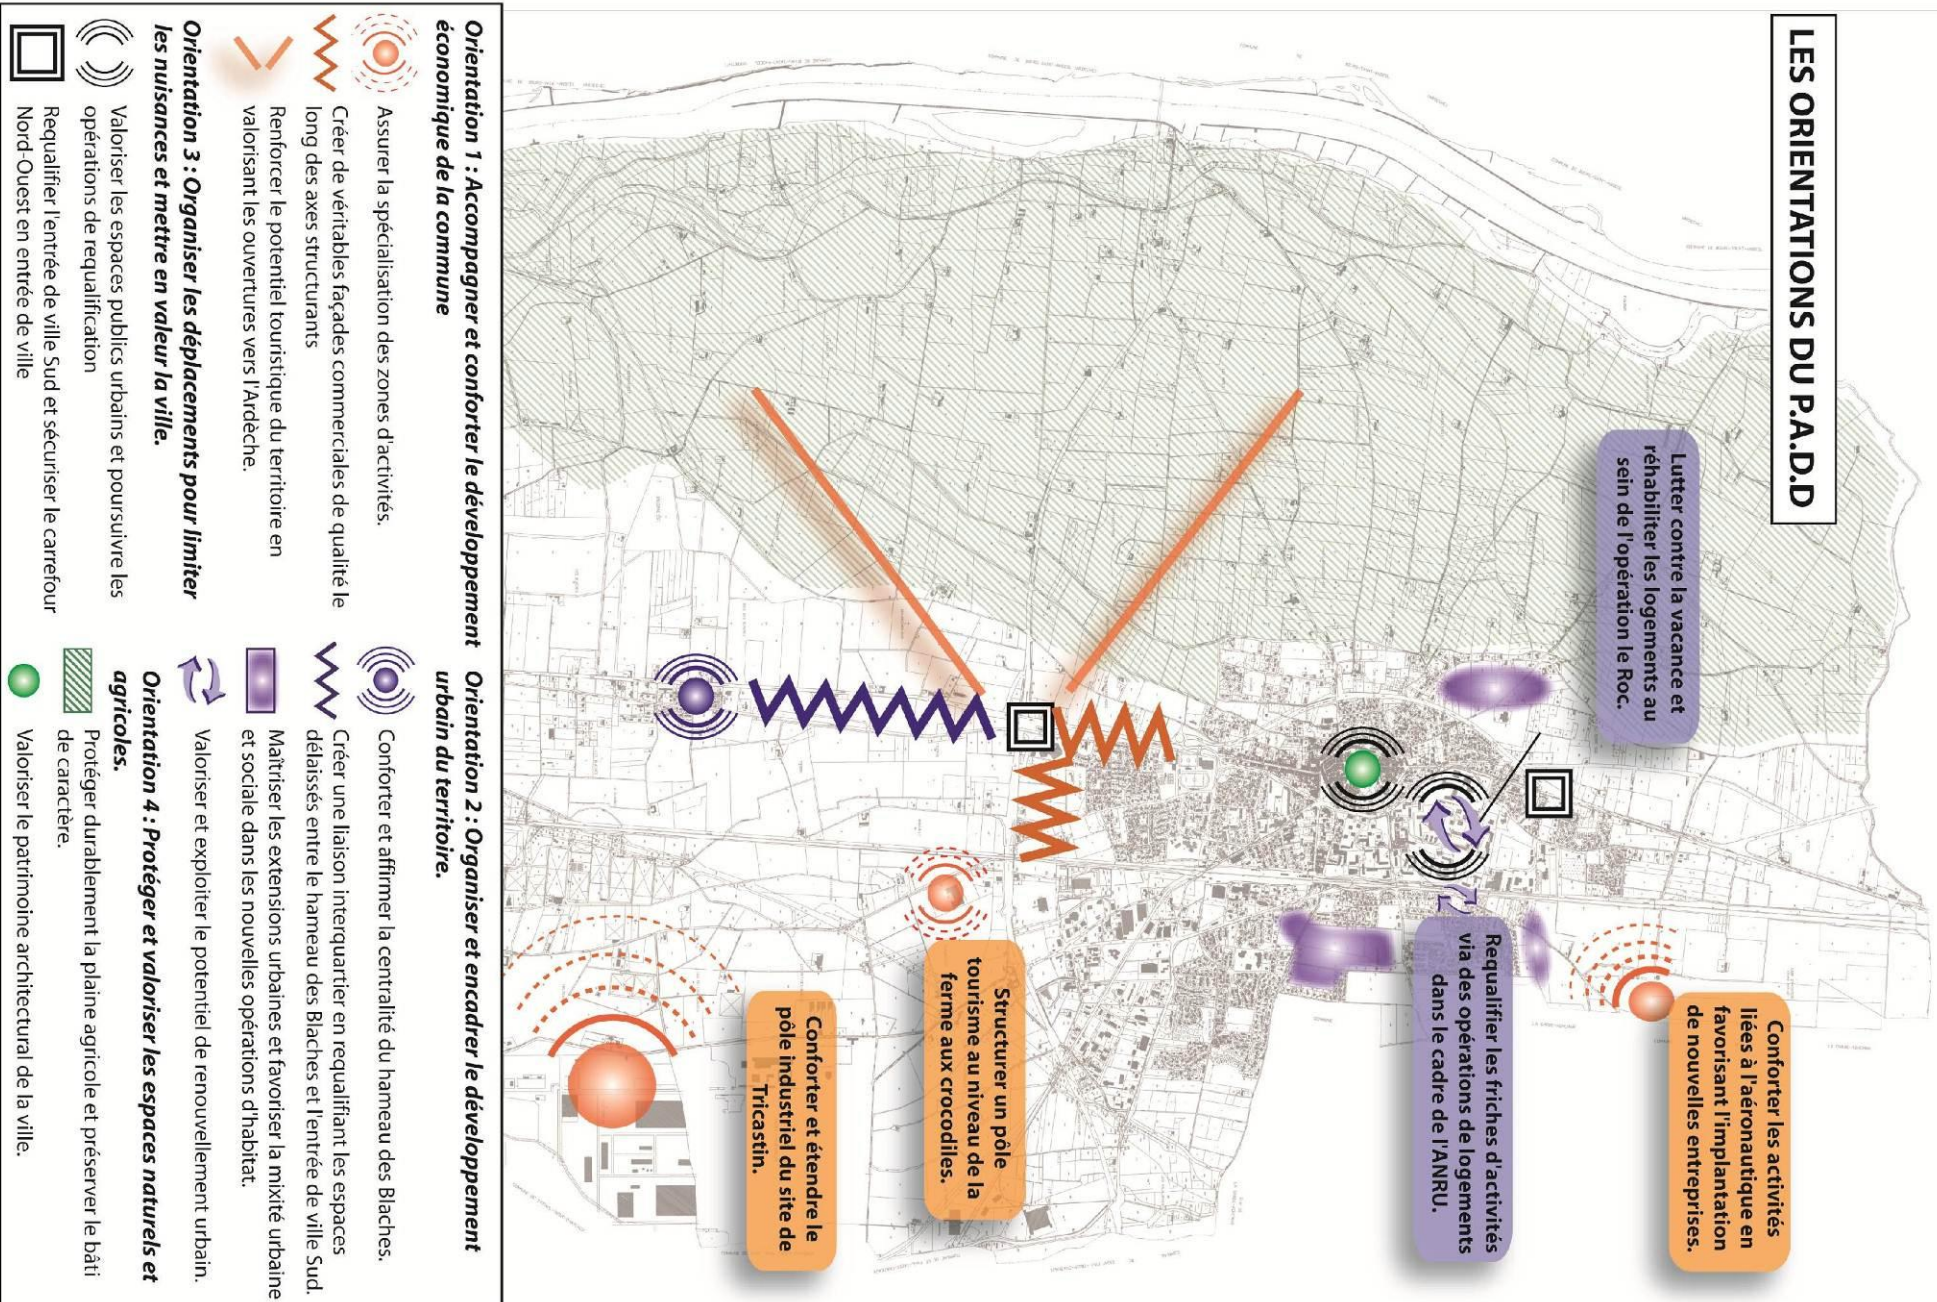 LES ORIENTATIONS DU P.A.D.D
Lutter contre la vacance et
réhabiliter les logements au
sein de l'opération le Roc.
Conforter les activités
liées à l'aéronautique en
favorisant l'implantation
de nouvelles entreprises.
Requalifier les friches d'activités
via des opérations de logements
dans le cadre de l'ANRU.
Structurer un pôle
tourisme au niveau de la
ferme aux crocodiles.
Conforter et étendre le
pôle industriel du site de
Tricastin.
Orientation 1 : Accompagner et conforter le développement
économique de la commune
Assurer la spécialisation des zones d'activités.
Créer de véritables façades commerciales de qualité le
long des axes structurants
Renforcer le potentiel touristique du territoire en
valorisant les ouvertures vers l'Ardèche.
Orientation 3 : Organiser les déplacements pour limiter
les nuisances et mettre en valeur la ville.
Valoriser les espaces publics urbains et poursuivre les
opérations de requalification
Requalifier l'entrée de ville Sud et sécuriser le carrefour
Nord-Ouest en entrée de ville
Orientation 2 : Organiser et encadrer le développement
urbain du territoire.
Conforter et affirmer la centralité du hameau des Blaches.
Créer une liaison interquartier en requalifiant les espaces
délaissés entre le hameau des Blaches et l'entrée de ville Sud.
Maîtriser les extensions urbaines et favoriser la mixité urbaine
et sociale dans les nouvelles opérations d'habitat.
Valoriser et exploiter le potentiel de renouvellement urbain.
Orientation 4 : Protéger et valoriser les espaces naturels et
agricoles.
Protéger durablement la plaine agricole et préserver le bâti
de caractère.
Valoriser le patrimoine architectural de la ville.